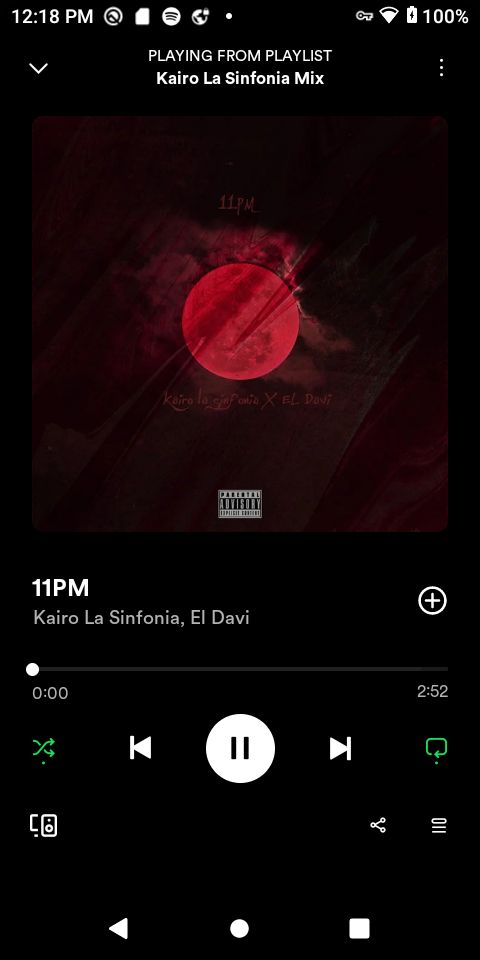 12:18 PM
100%
PLAYING FROM PLAYLIST
Kairo La Sinfonia Mix
11PM
Kairo la sinfonia X EL Davi
PARENTAL
ADVISORY
EXPLICIT CONTENT
11PM
Kairo La Sinfonia, El Davi
0:00
2:52